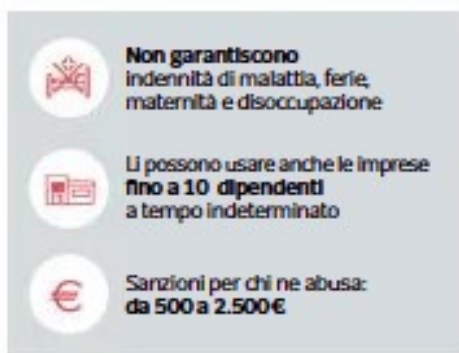 Non garantiscono
indennità di malattia, ferie,
maternità e disoccupazione
Li possono usare anche le imprese
fino a 10 dipendenti
a tempo indeterminato
€
Sanzioni per chi ne abusa:
da 500 a 2.500€